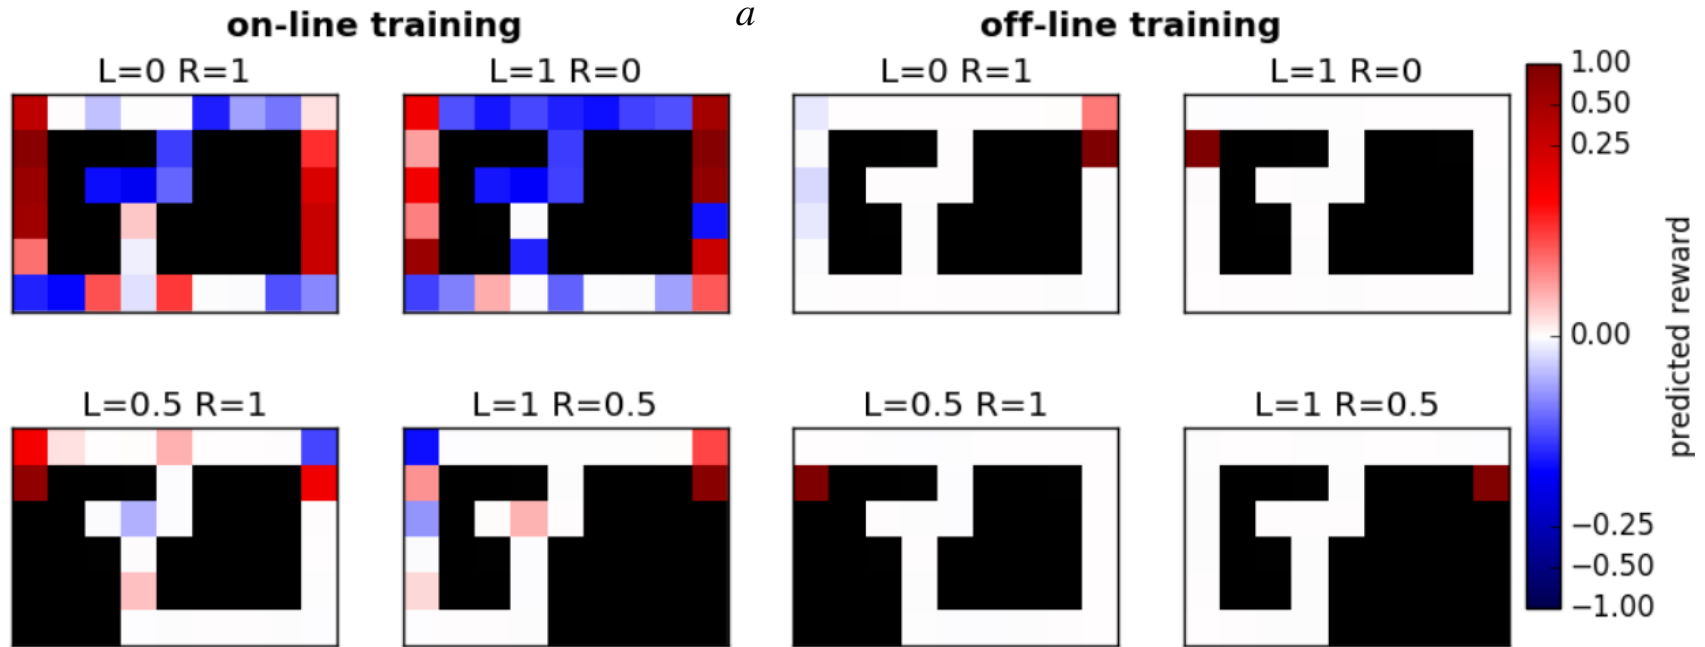 on-line training
a
off-line training
L=0 R=1
L=1 R=0
L=0 R=1
L=1 R=0
L=0.5 R=1
L=1 R=0.5
L=0.5 R=1
L=1 R=0.5
1.00
0.50
0.25
0.00
−0.25
−0.50
−1.00
predicted reward